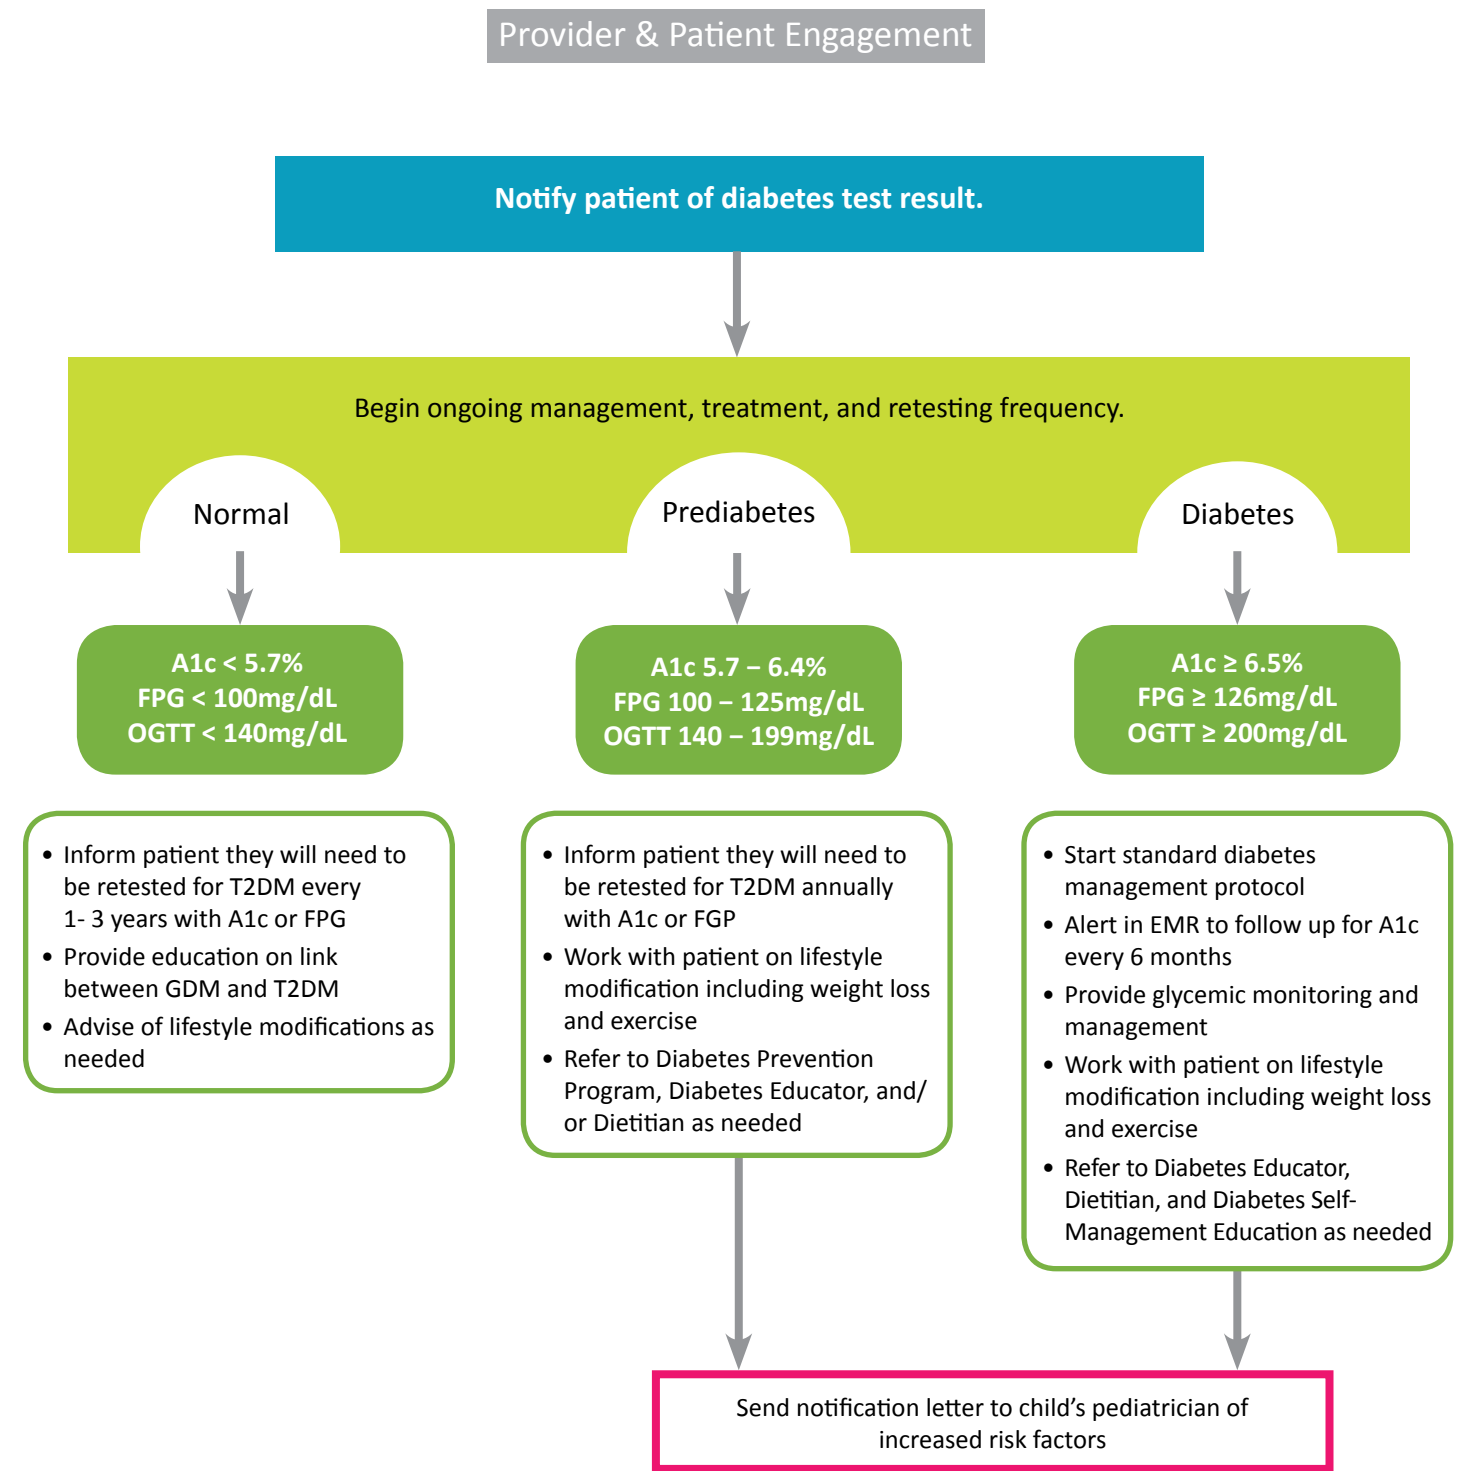 Provider & Patient Engagement
Notify patient of diabetes test result.
Begin ongoing management, treatment, and retesting frequency.
Normal
Prediabetes
Diabetes
A1c < 5.7%
FPG < 100mg/dL
OGTT < 140mg/dL
A1c 5.7 – 6.4%
FPG 100 – 125mg/dL
OGTT 140 – 199mg/dL
A1c ≥ 6.5%
FPG ≥ 126mg/dL
OGTT ≥ 200mg/dL
• Inform patient they will need to
be retested for T2DM every
1- 3 years with A1c or FPG
• Provide education on link
between GDM and T2DM
• Advise of lifestyle modifications as
needed
• Inform patient they will need to
be retested for T2DM annually
with A1c or FGP
• Work with patient on lifestyle
modification including weight loss
and exercise
• Refer to Diabetes Prevention
Program, Diabetes Educator, and/
or Dietitian as needed
• Start standard diabetes
management protocol
• Alert in EMR to follow up for A1c
every 6 months
• Provide glycemic monitoring and
management
• Work with patient on lifestyle
modification including weight loss
and exercise
• Refer to Diabetes Educator,
Dietitian, and Diabetes Self-
Management Education as needed
Send notification letter to child's pediatrician of
increased risk factors